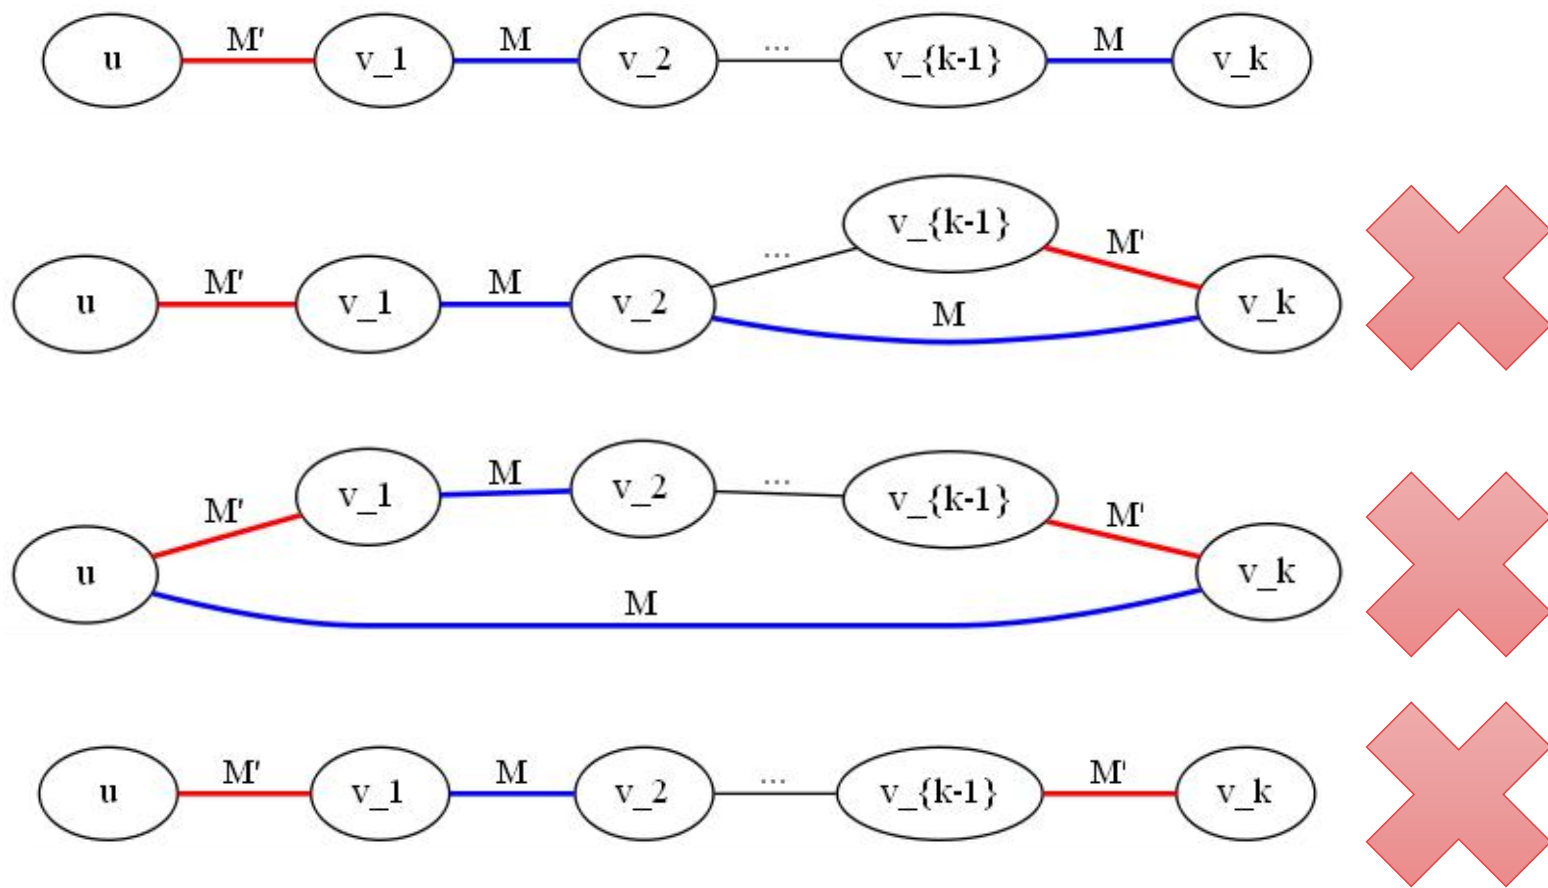 M' M ... M
u v_1 v_2 v_{k-1} v_k
v_{k-1}
... M'
M' M
u v_1 v_2 M v_k
M ...
v_1 v_2 v_{k-1}
M' M'
u v_k
M
M' M ... M'
u v_1 v_2 v_{k-1} v_k